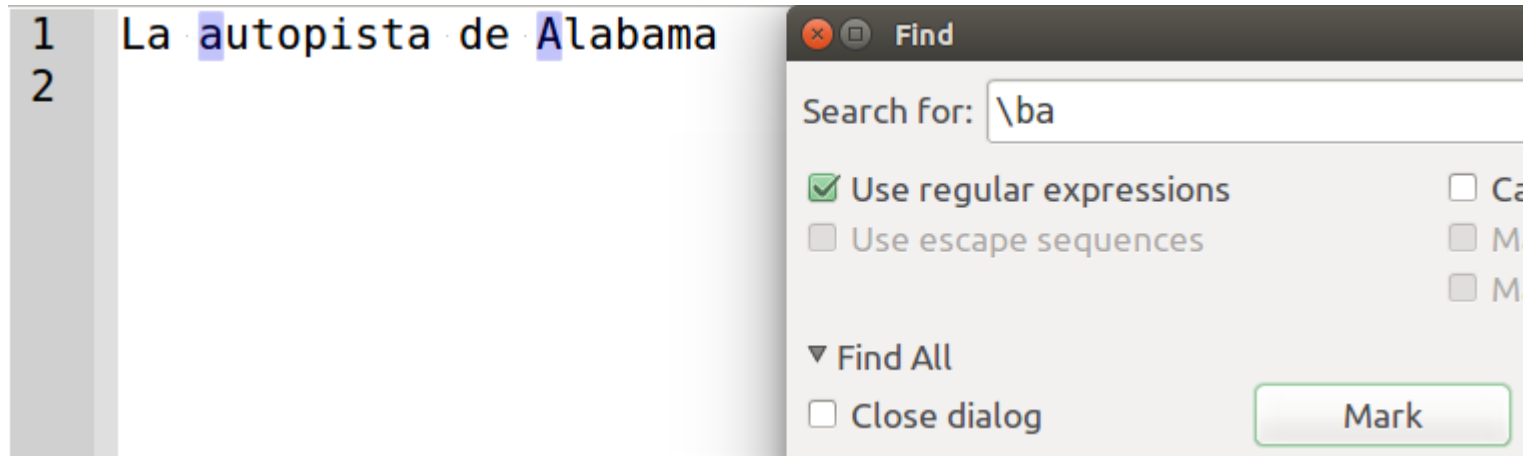 1 La autopista de Alabama
2
Find
Search for: \ba
Use regular expressions
Ca
Use escape sequences
M
M
Find All
Close dialog
Mark